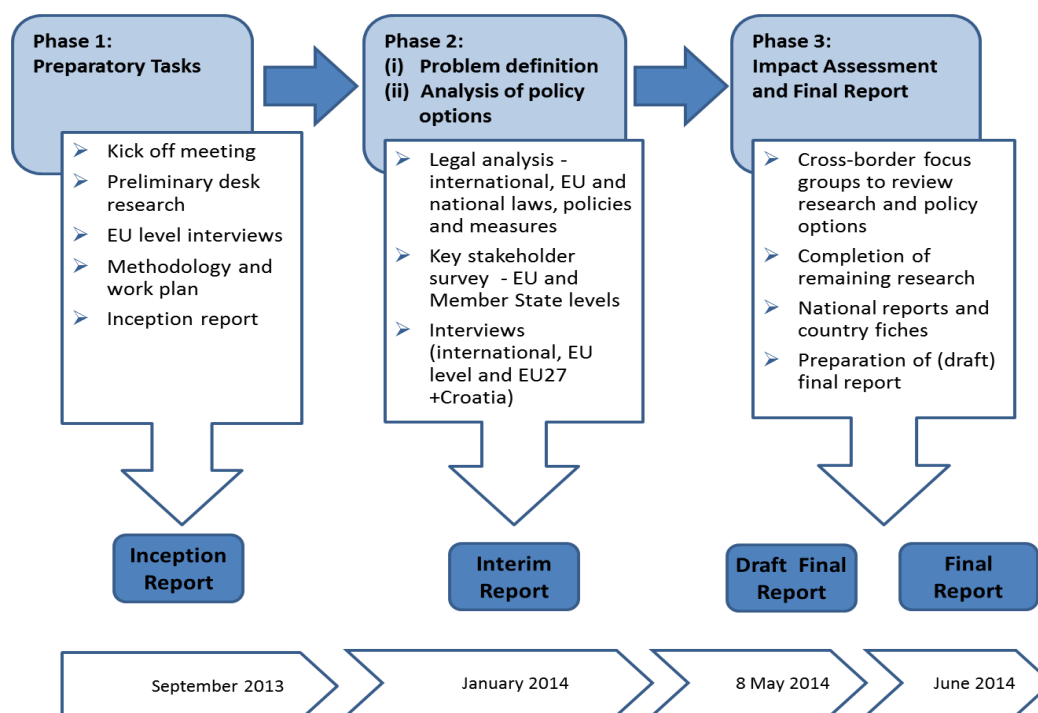 Phase 1:
Preparatory Tasks
Kick off meeting
Preliminary desk
research
EU level interviews
Methodology and
work plan
Inception report
Phase 2:
(i) Problem definition
(ii) Analysis of policy
options
Legal analysis -
international, EU and
national laws, policies
and measures
Key stakeholder
survey - EU and
Member State levels
Interviews
(international, EU
level and EU27
+Croatia)
Phase 3:
Impact Assessment
and Final Report
Cross-border focus
groups to review
research and policy
options
Completion of
remaining research
National reports and
country fiches
Preparation of (draft)
final report
Inception
Report
Interim
Report
Draft Final
Report
Final
Report
September 2013
January 2014
8 May 2014
June 2014